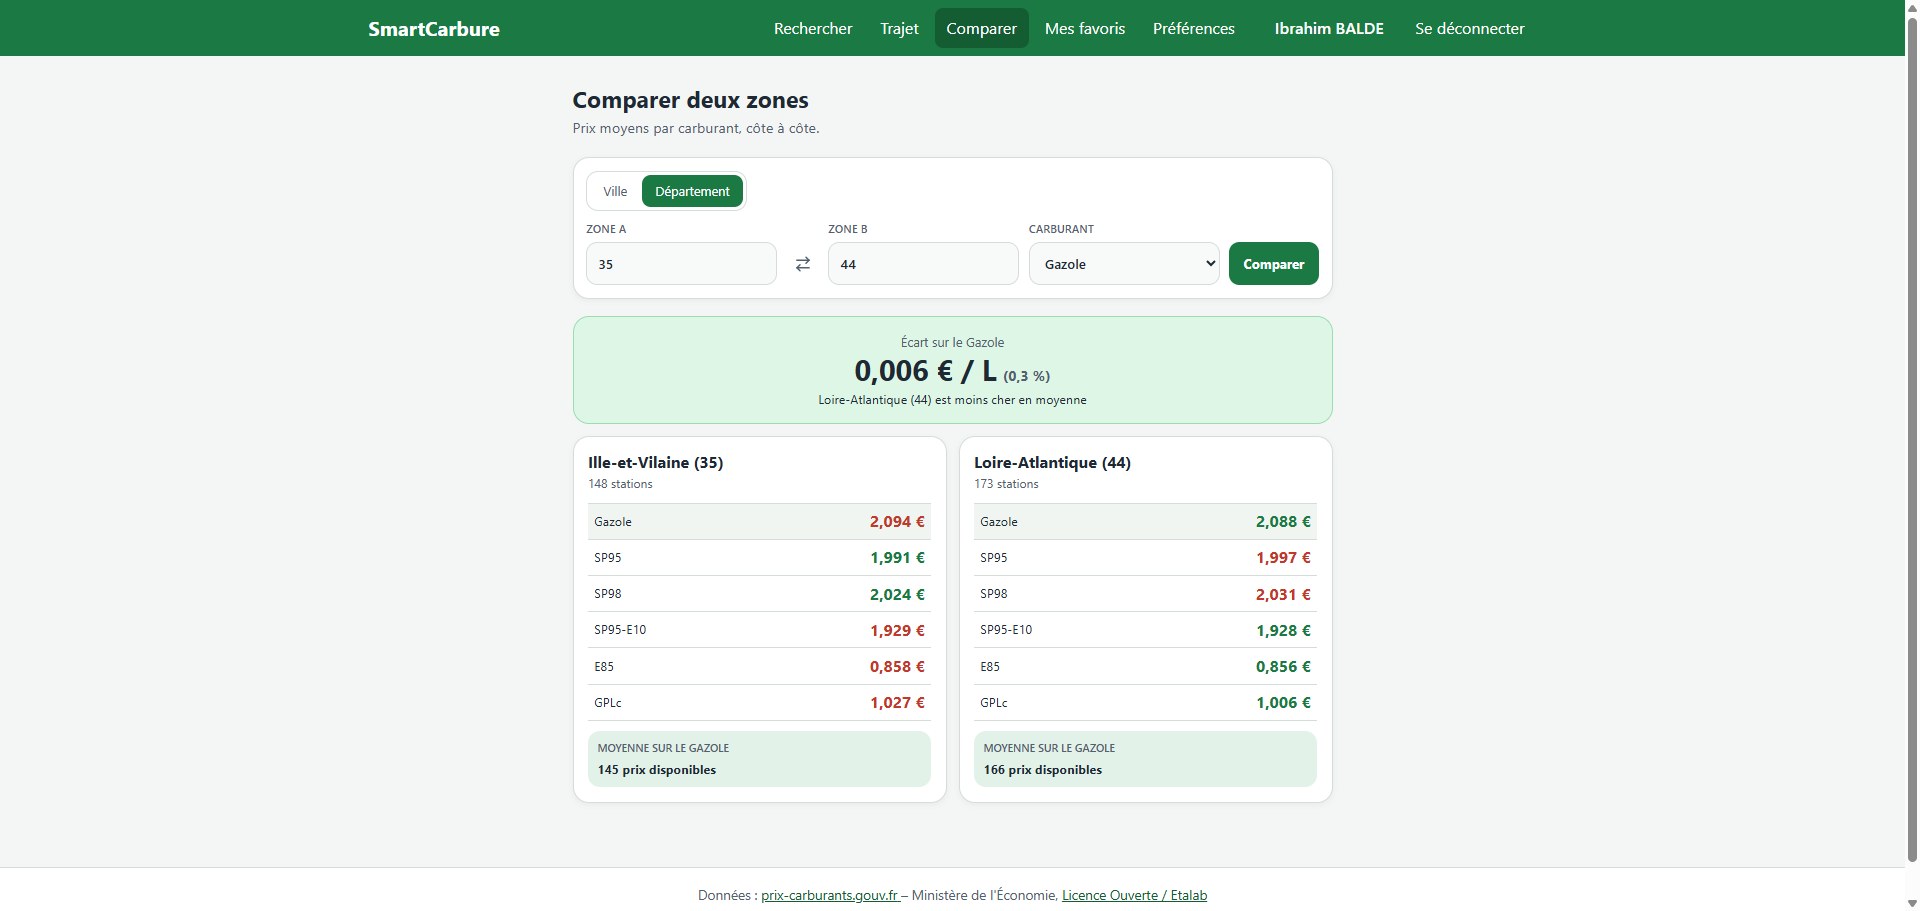 SmartCarbure Rechercher Trajet Comparer Mes favoris Préférences Ibrahim BALDE Se déconnecter
Comparer deux zones
Prix moyens par carburant, côte à côte.
Ville Département
ZONE A ZONE B CARBURANT
35 ⇄ 44 Gazole Comparer
Écart sur le Gazole
0,006 € / L (0,3 %)
Loire-Atlantique (44) est moins cher en moyenne
Ille-et-Vilaine (35)
148 stations
Gazole 2,094 €
SP95 1,991 €
SP98 2,024 €
SP95-E10 1,929 €
E85 0,858 €
GPLc 1,027 €
MOYENNE SUR LE GAZOLE
145 prix disponibles
Loire-Atlantique (44)
173 stations
Gazole 2,088 €
SP95 1,997 €
SP98 2,031 €
SP95-E10 1,928 €
E85 0,856 €
GPLc 1,006 €
MOYENNE SUR LE GAZOLE
166 prix disponibles
Données : prix-carburants.gouv.fr – Ministère de l'Économie, Licence Ouverte / Etalab